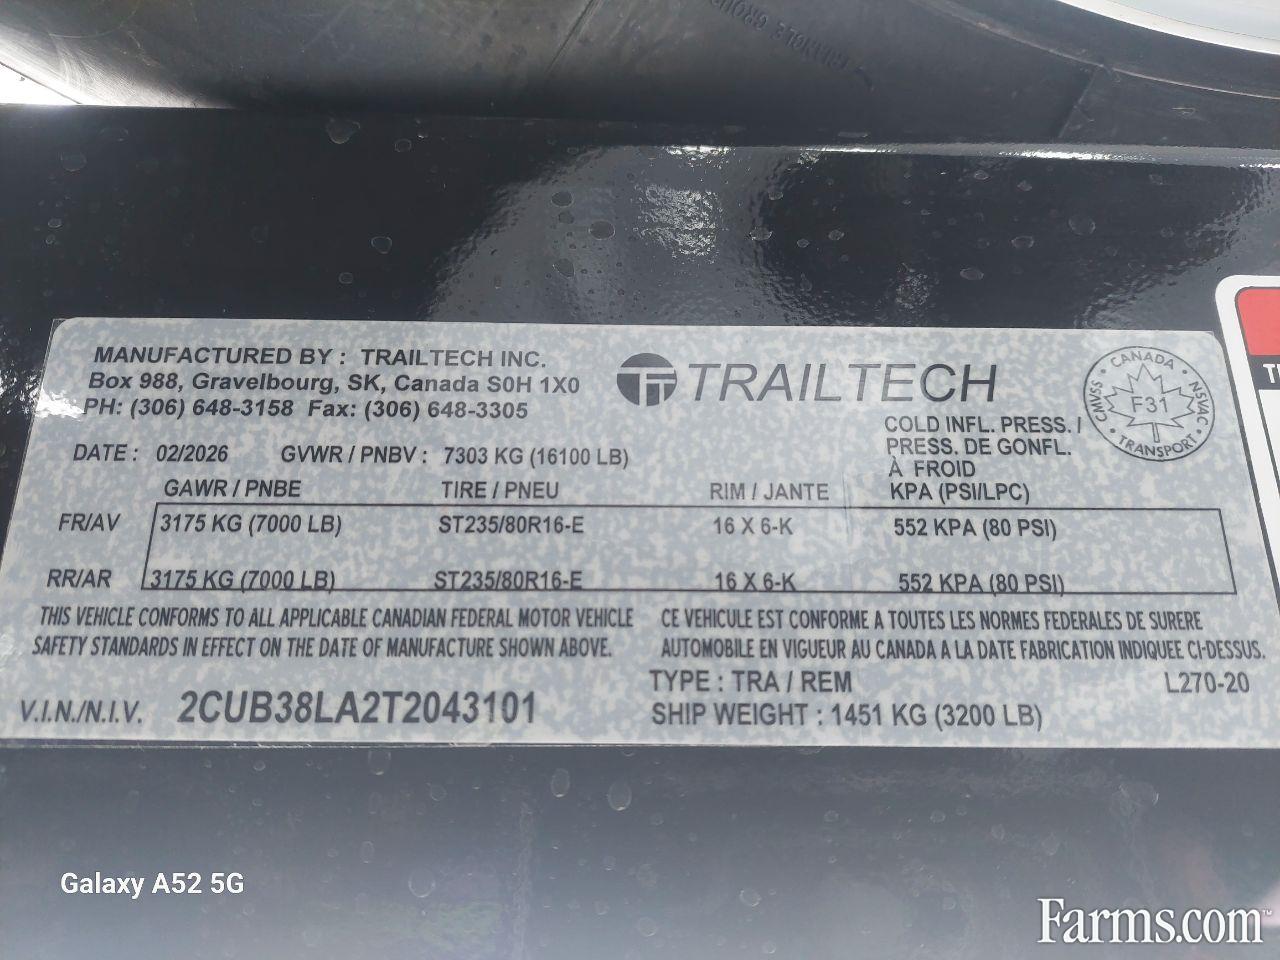 TRIANGLE GROUP
MANUFACTURED BY : TRAILTECH INC.
Box 988, Gravelbourg, SK, Canada S0H 1X0
PH: (306) 648-3158 Fax: (306) 648-3305
TRAILTECH
CANADA
CMVSS
NSVAC
F31
TRANSPORT
COLD INFL. PRESS. /
PRESS. DE GONFL.
À FROID
KPA (PSI/LPC)
DATE : 02/2026 GVWR / PNBV : 7303 KG (16100 LB)
GAWR / PNBE TIRE / PNEU RIM / JANTE
FR/AV 3175 KG (7000 LB) ST235/80R16-E 16 X 6-K 552 KPA (80 PSI)
RR/AR 3175 KG (7000 LB) ST235/80R16-E 16 X 6-K 552 KPA (80 PSI)
THIS VEHICLE CONFORMS TO ALL APPLICABLE CANADIAN FEDERAL MOTOR VEHICLE
SAFETY STANDARDS IN EFFECT ON THE DATE OF MANUFACTURE SHOWN ABOVE.
CE VEHICULE EST CONFORME A TOUTES LES NORMES FEDERALES DE SURERE
AUTOMOBILE EN VIGUEUR AU CANADA A LA DATE FABRICATION INDIQUEE CI-DESSUS.
TYPE : TRA / REM L270-20
V.I.N./N.I.V. 2CUB38LA2T2043101
SHIP WEIGHT : 1451 KG (3200 LB)
Galaxy A52 5G
Farms.com™